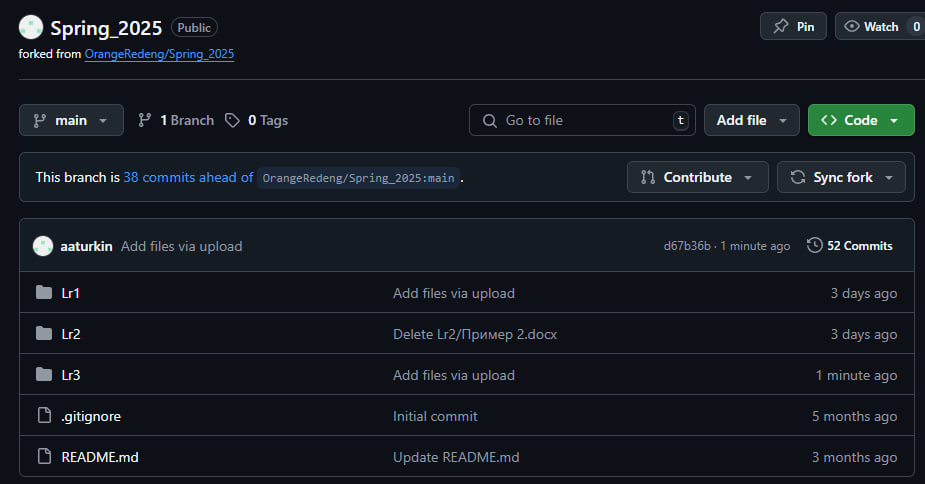 Spring_2025 Public Pin Watch 0
forked from OrangeRedeng/Spring_2025
main 1 Branch 0 Tags Go to file t Add file Code
This branch is 38 commits ahead of OrangeRedeng/Spring_2025:main . Contribute Sync fork
aaturkin Add files via upload d67b36b · 1 minute ago 52 Commits
Lr1 Add files via upload 3 days ago
Lr2 Delete Lr2/Пример 2.docx 3 days ago
Lr3 Add files via upload 1 minute ago
.gitignore Initial commit 5 months ago
README.md Update README.md 3 months ago